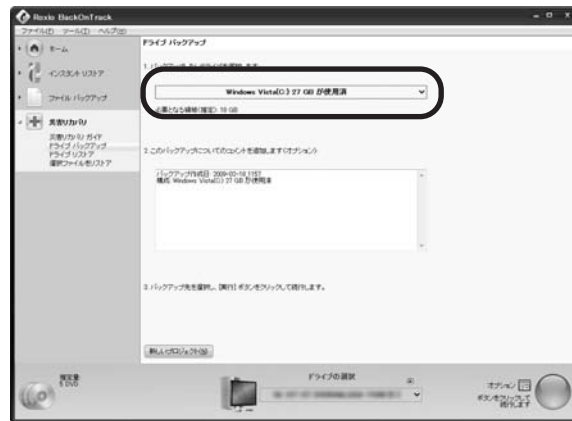 Roxio BackOnTrack
ファイル(F) ツール(T) ヘルプ(H)
ホーム
インスタント リストア
ファイル バックアップ
災害リカバリ
災害リカバリ ガイド
ドライブ バックアップ
ドライブ リストア
選択ファイルをリストア
ドライブ バックアップ
Windows Vista(C:) 27 GB が使用済
必要となる領域(推定): 18 GB
2. このバックアップについてのコメントを追加します(オプション)
バックアップ作成日: 2009-02-16,1157
構成: Windows Vista(C:) 27 GB が使用済
3. バックアップ先を選択し、[実行] ボタンをクリックして続行します。
新しいプロジェクト(N)
推定量:
5 DVD
ドライブの選択
オプション
ボタンをクリックして
続行します